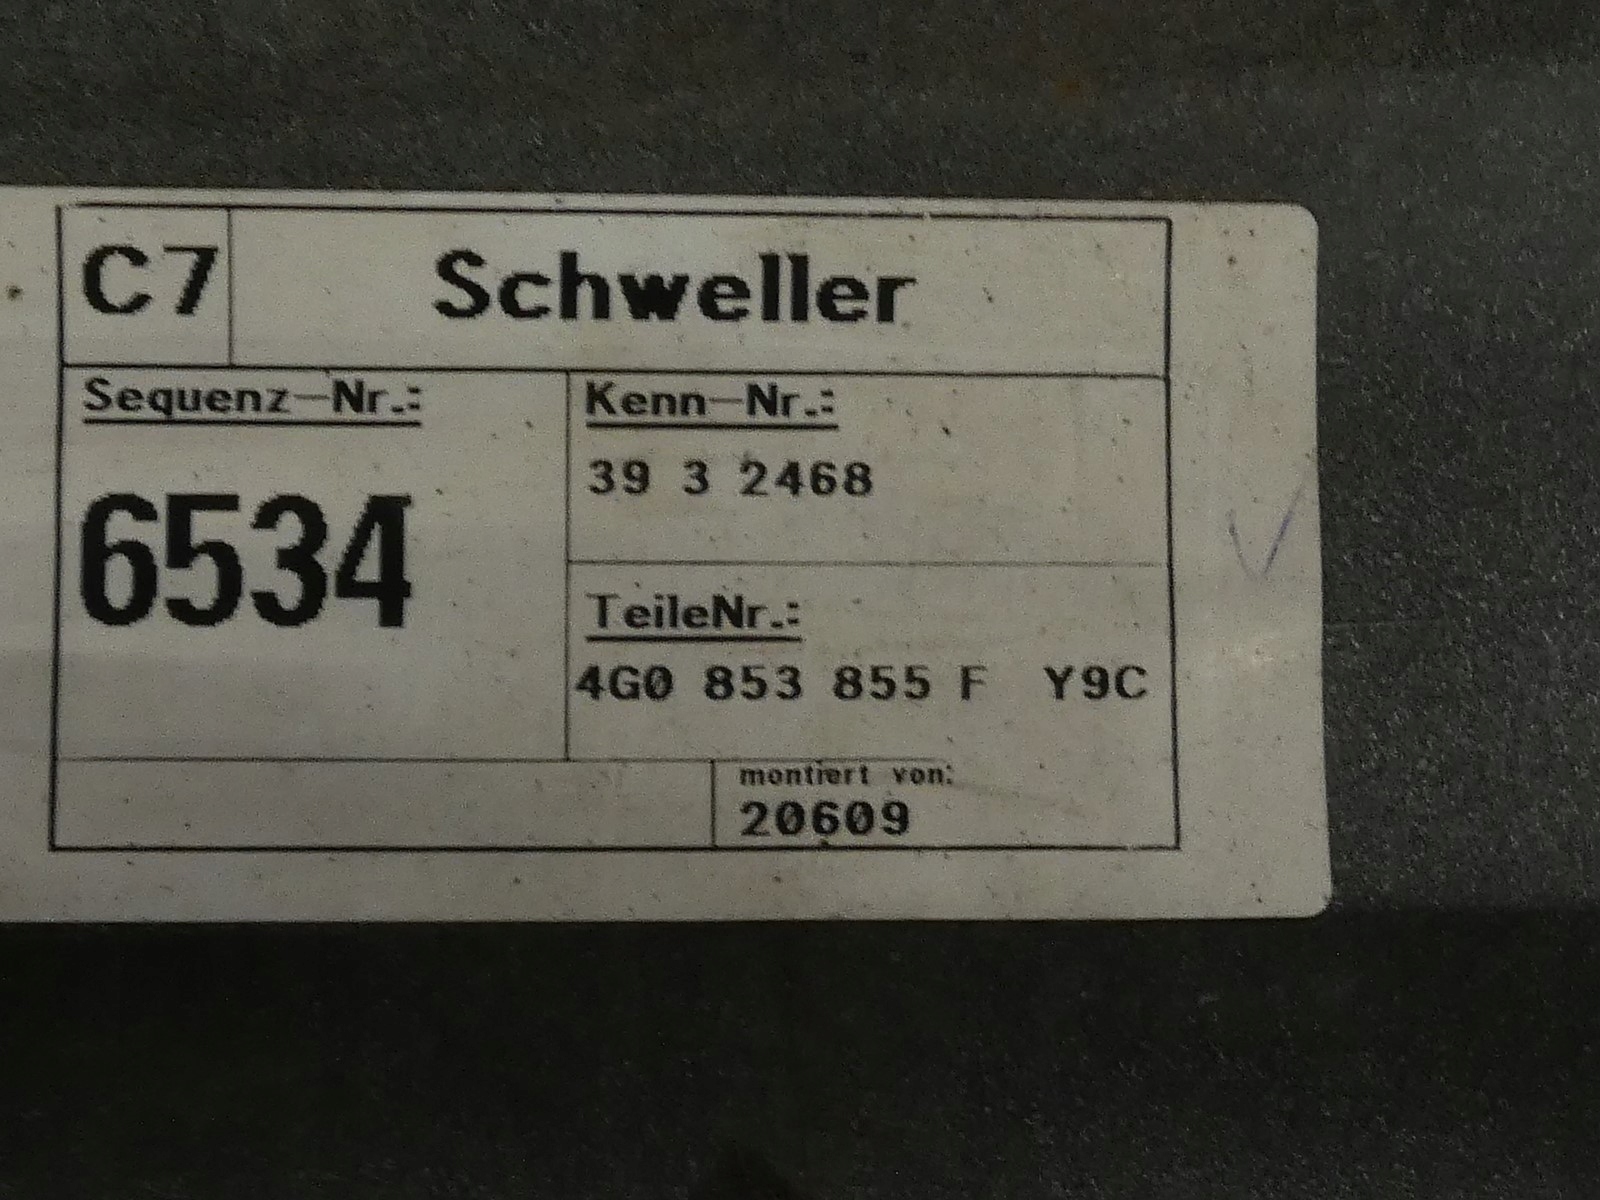 C7 Schweller
Sequenz-Nr.:
6534
Kenn-Nr.:
39 3 2468
TeileNr.:
4G0 853 855 F Y9C
montiert von:
20609